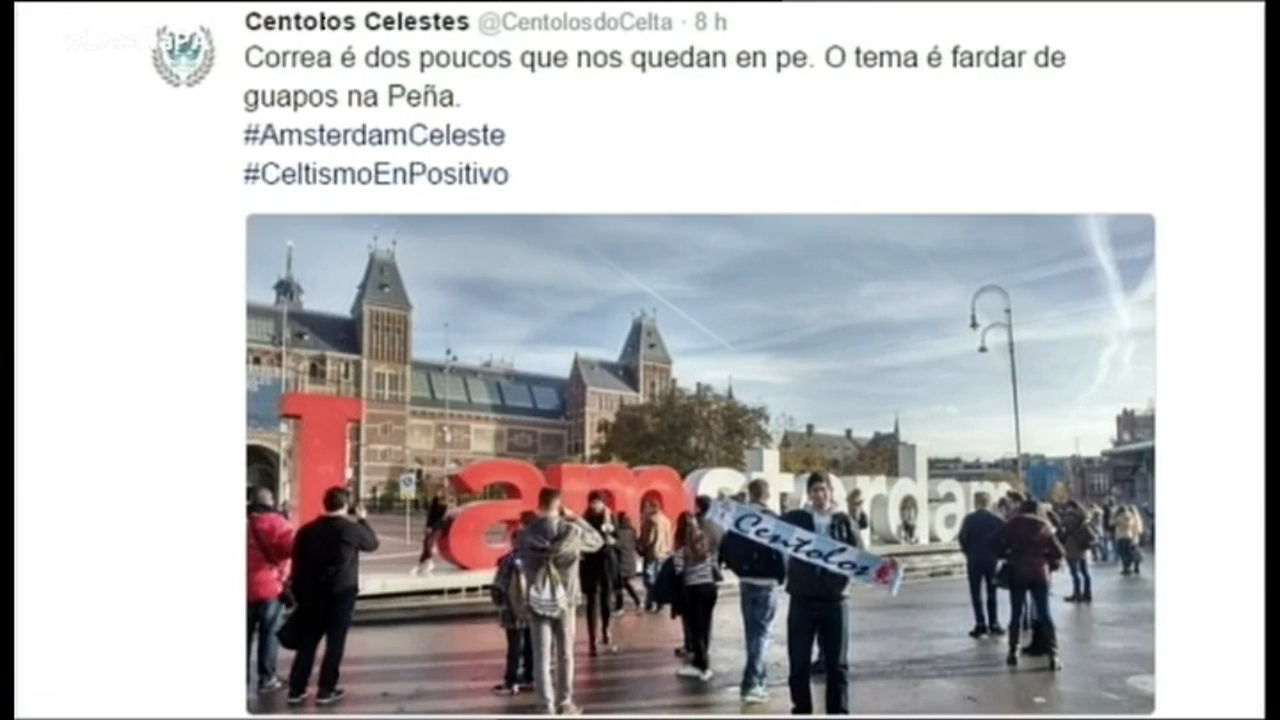 Centolos Celestes @CentolosdoCelta · 8 h
Correa é dos poucos que nos quedan en pe. O tema é fardar de
guapos na Peña.
#AmsterdamCeleste
#CeltismoEnPositivo
I amsterdam
Centolos